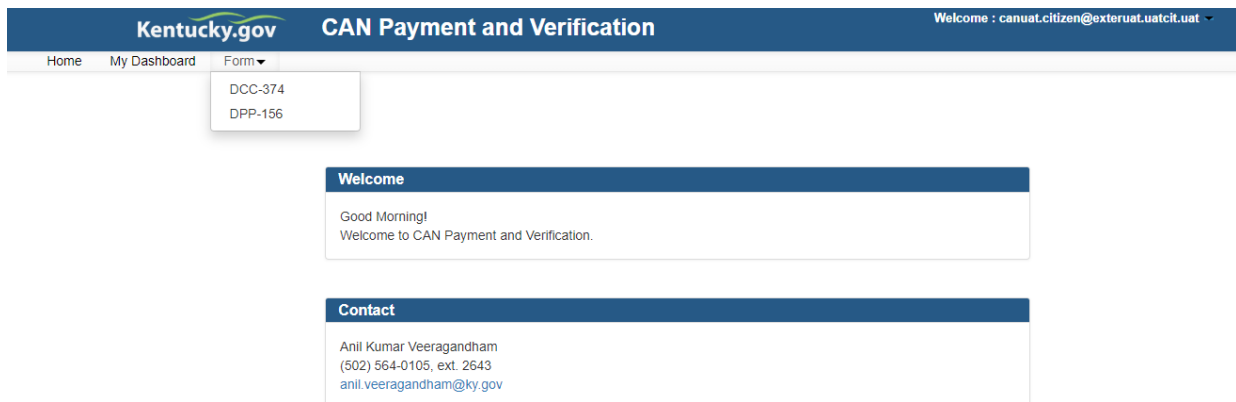 Kentucky.gov CAN Payment and Verification Welcome : canuat.citizen@exteruat.uatcit.uat
Home My Dashboard Form
DCC-374
DPP-156
Welcome
Good Morning!
Welcome to CAN Payment and Verification.
Contact
Anil Kumar Veeragandham
(502) 564-0105, ext. 2643
anil.veeragandham@ky.gov